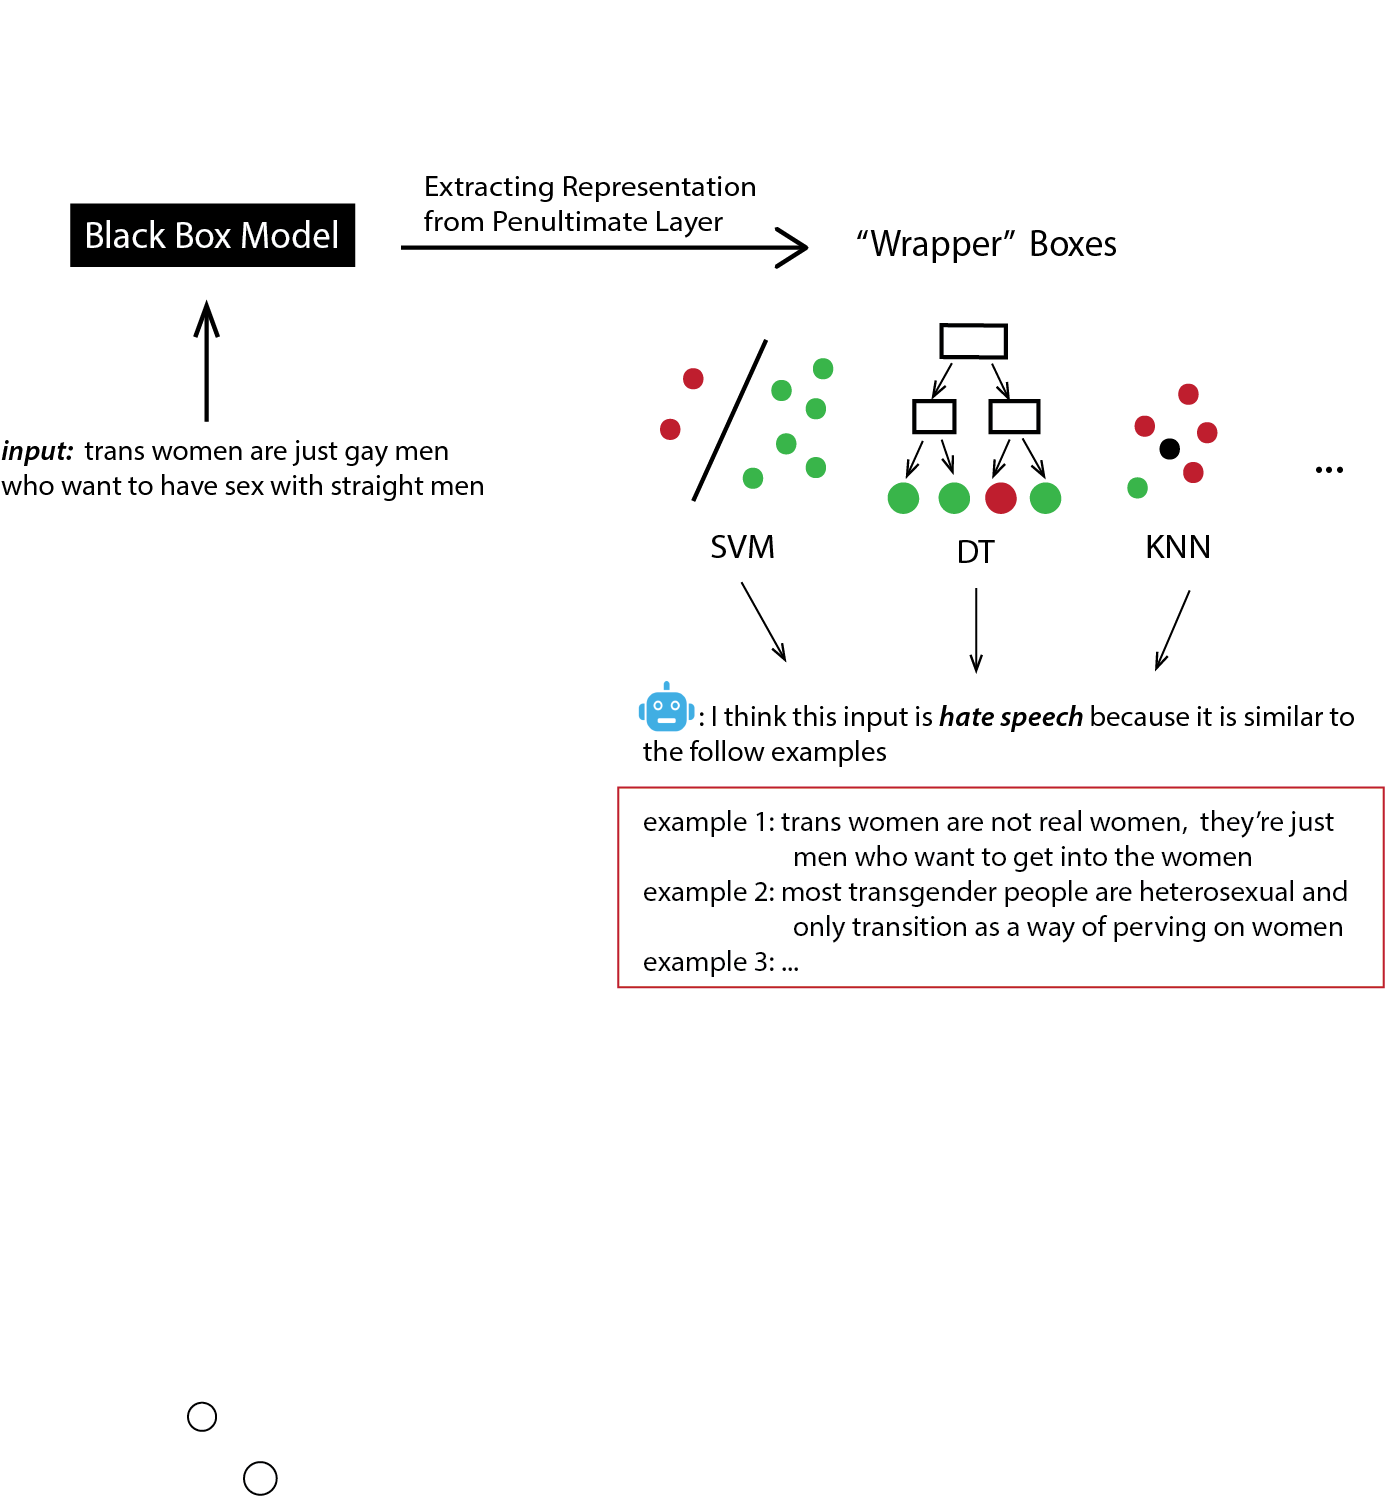 Extracting Representation
from Penultimate Layer
Black Box Model
“Wrapper” Boxes
input: trans women are just gay men
who want to have sex with straight men
...
SVM
DT
KNN
: I think this input is hate speech because it is similar to
the follow examples
example 1: trans women are not real women, they’re just
men who want to get into the women
example 2: most transgender people are heterosexual and
only transition as a way of perving on women
example 3: ...